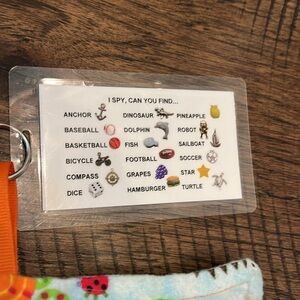 I SPY, CAN YOU FIND...
ANCHOR DINOSAUR PINEAPPLE
BASEBALL DOLPHIN ROBOT
BASKETBALL FISH SAILBOAT
BICYCLE FOOTBALL SOCCER
COMPASS GRAPES STAR
DICE HAMBURGER TURTLE